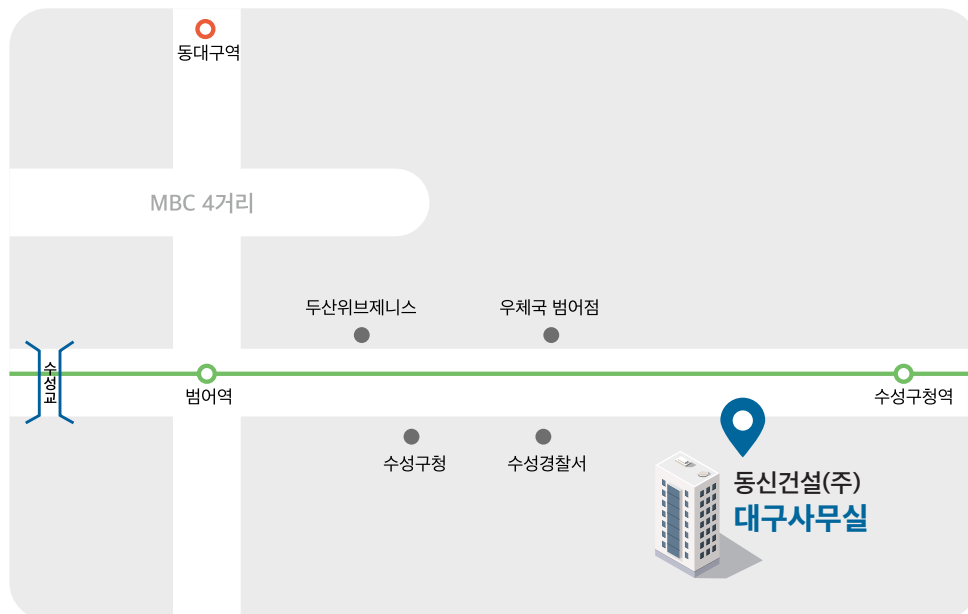 동대구역
MBC 4거리
두산위브제니스
우체국 범어점
수성교
범어역
수성구청역
수성구청
수성경찰서
동신건설(주)
대구사무실